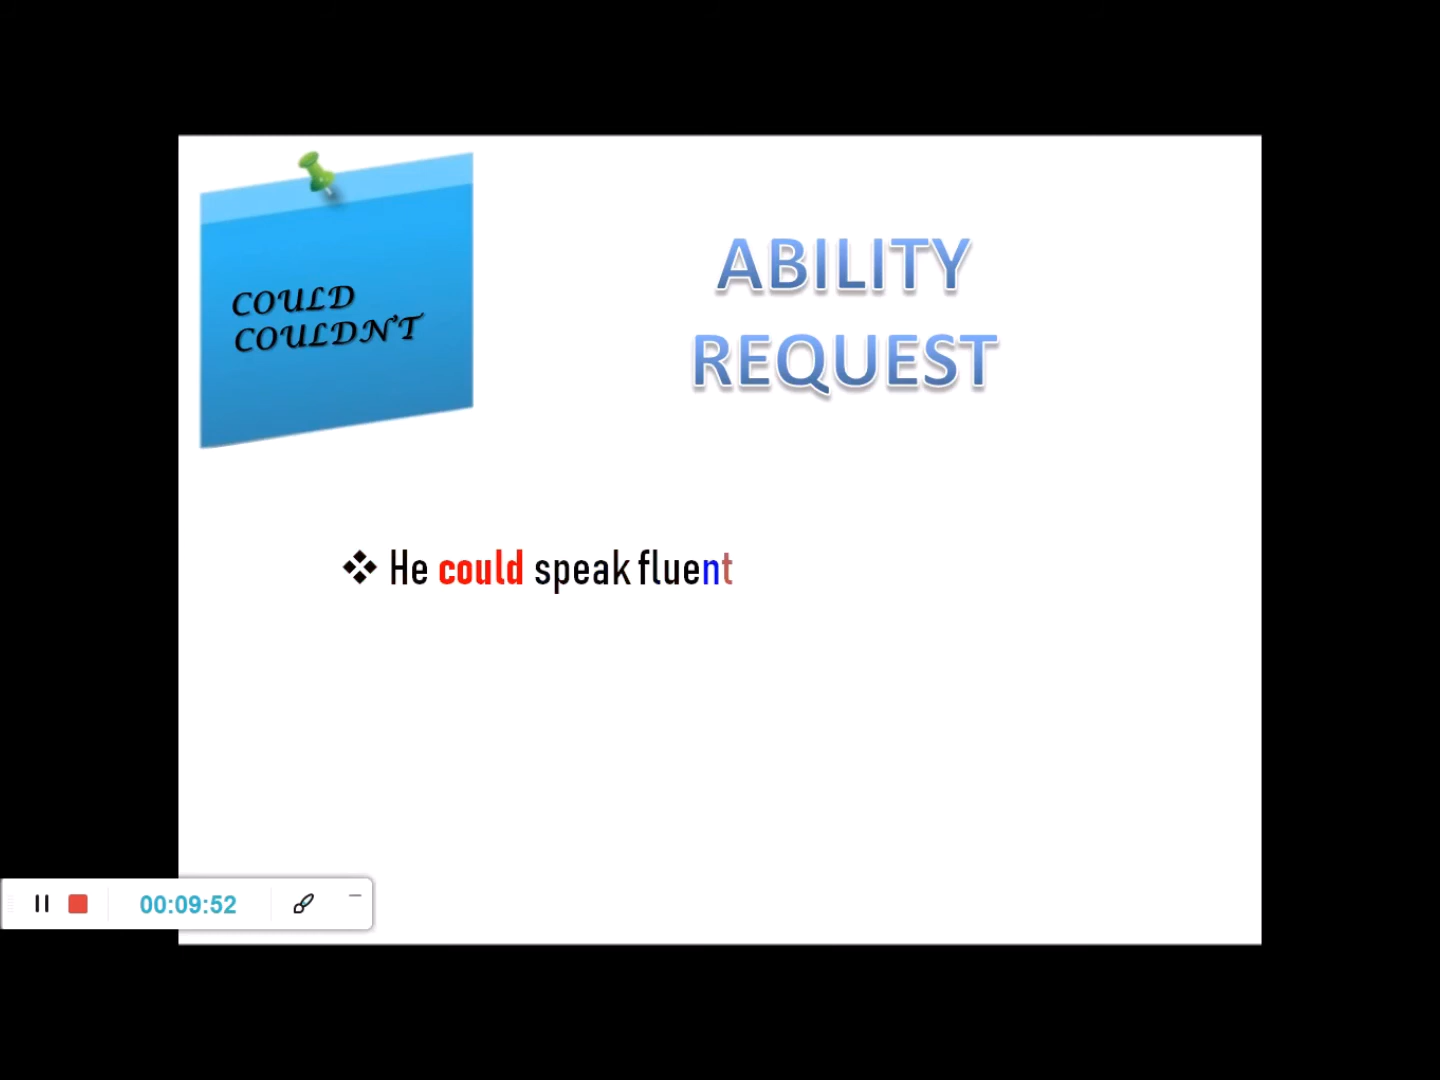 COULD
COULDN'T
ABILITY
REQUEST
He could speak fluent
00:09:52